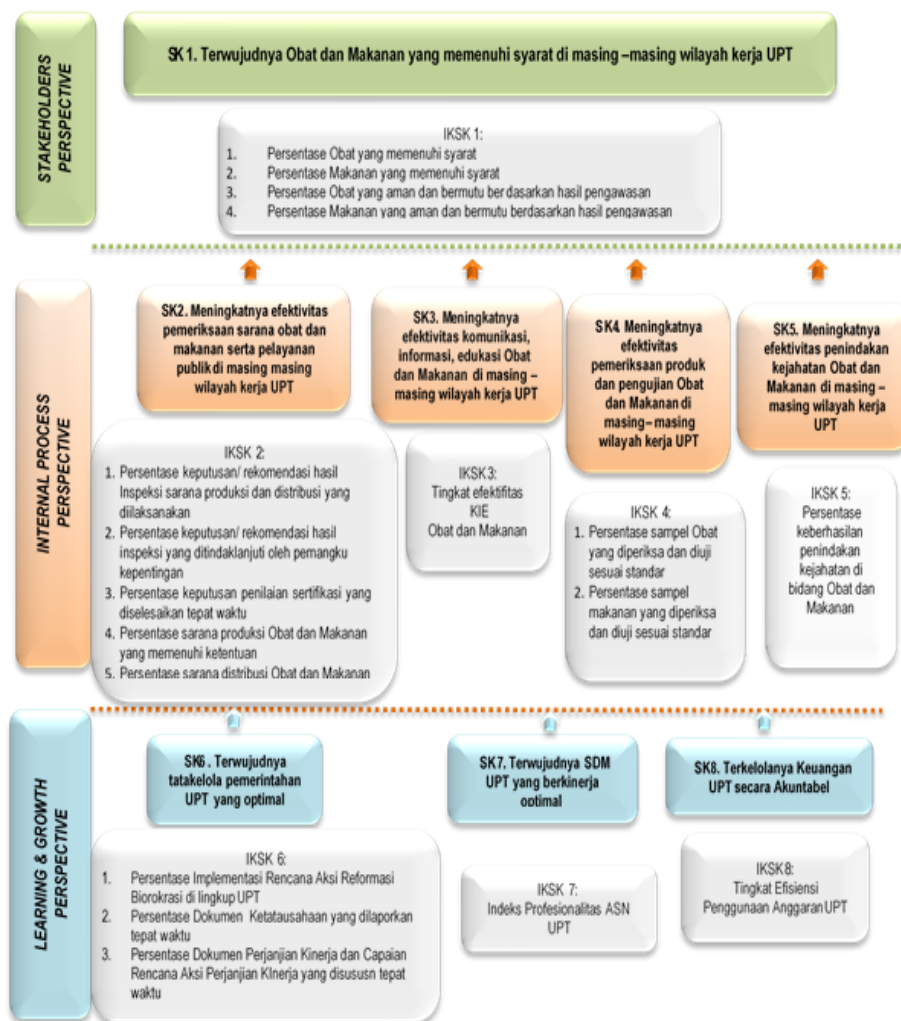 STAKEHOLDERS
PERSPECTIVE
SK 1. Terwujudnya Obat dan Makanan yang memenuhi syarat di masing –masing wilayah kerja UPT
IKSK 1:
1. Persentase Obat yang memenuhi syarat
2. Persentase Makanan yang memenuhi syarat
3. Persentase Obat yang aman dan bermutu berdasarkan hasil pengawasan
4. Persentase Makanan yang aman dan bermutu berdasarkan hasil pengawasan
INTERNAL PROCESS
PERSPECTIVE
SK2. Meningkatnya efektivitas
pemeriksaan sarana obat dan
makanan serta pelayanan
publik di masing masing
wilayah kerja UPT
IKSK 2:
1. Persentase keputusan/ rekomendasi hasil
Inspeksi sarana produksi dan distribusi yang
diilaksanakan
2. Persentase keputusan/ rekomendasi hasil
inspeksi yang ditindaklanjuti oleh pemangku
kepentingan
3. Persentase keputusan penilaian sertifikasi yang
diselesaikan tepat waktu
4. Persentase sarana produksi Obat dan Makanan
yang memenuhi ketentuan
5. Persentase sarana distribusi Obat dan Makanan
SK3. Meningkatnya
efektivitas komunikasi,
informasi, edukasi Obat
dan Makanan di masing –
masing wilayah kerja UPT
IKSK 3:
Tingkat efektifitas
KIE
Obat dan Makanan
SK4. Meningkatnya
efektivitas
pemeriksaan produk
dan pengujian Obat
dan Makanan di
masing– masing
wilayah kerja UPT
IKSK 4:
1. Persentase sampel Obat
yang diperiksa dan diuji
sesuai standar
2. Persentase sampel
makanan yang diperiksa
dan diuji sesuai standar
SK5. Meningkatnya
efektivitas penindakan
kejahatan Obat dan
Makanan di masing –
masing wilayah kerja
UPT
IKSK 5:
Persentase
keberhasilan
penindakan
kejahatan di
bidang Obat dan
Makanan
LEARNING & GROWTH
PERSPECTIVE
SK6 . Terwujudnya
tatakelola pemerintahan
UPT yang optimal
IKSK 6:
1. Persentase Implementasi Rencana Aksi Reformasi
Biorokrasi di lingkup UPT
2. Persentase Dokumen Ketatausahaan yang dilaporkan
tepat waktu
3. Persentase Dokumen Perjanjian Kinerja dan Capaian
Rencana Aksi Perjanjian KInerja yang disususn tepat
waktu
SK7. Terwujudnya SDM
UPT yang berkinerja
optimal
IKSK 7:
Indeks Profesionalitas ASN
UPT
SK8. Terkelolanya Keuangan
UPT secara Akuntabel
IKSK 8:
Tingkat Efisiensi
Penggunaan Anggaran UPT